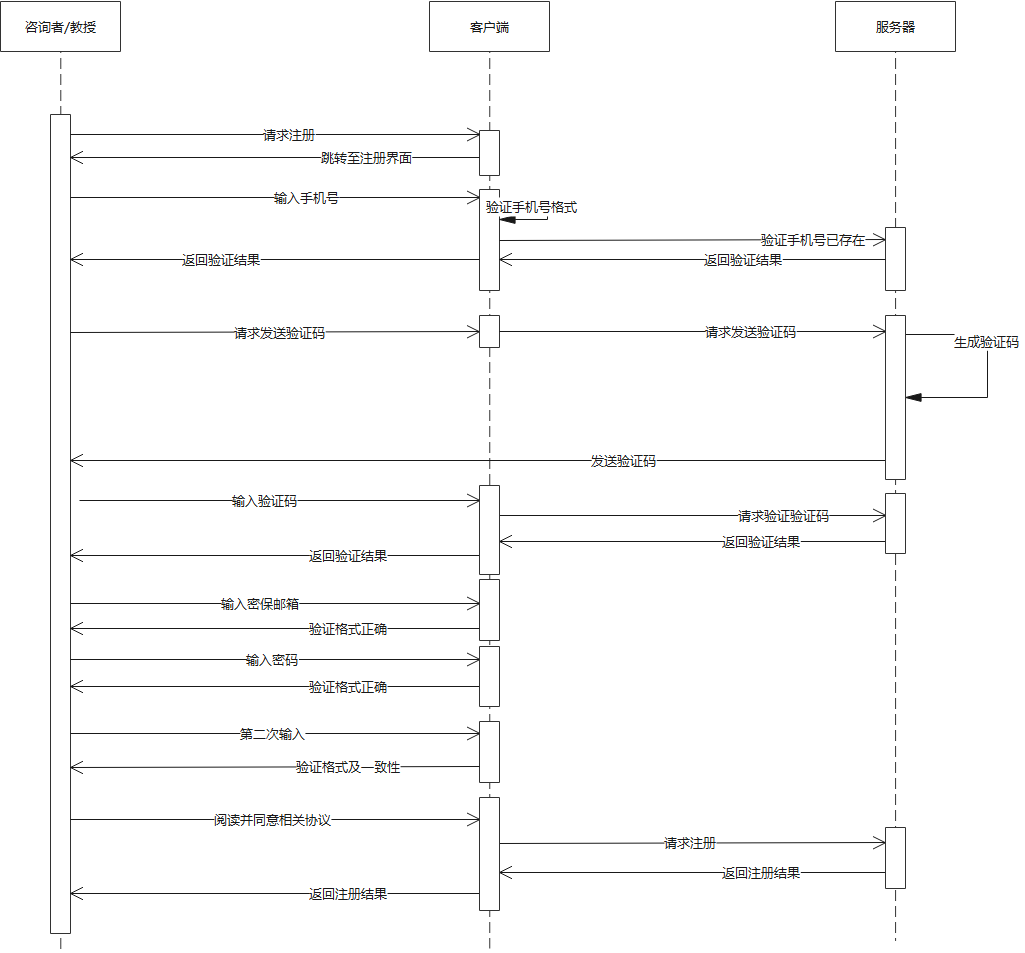 咨询者/教授
客户端
服务器
请求注册
跳转至注册界面
输入手机号
验证手机号格式
验证手机号已存在
返回验证结果
返回验证结果
请求发送验证码
请求发送验证码
生成验证码
发送验证码
输入验证码
请求验证验证码
返回验证结果
返回验证结果
输入密保邮箱
验证格式正确
输入密码
验证格式正确
第二次输入
验证格式及一致性
阅读并同意相关协议
请求注册
返回注册结果
返回注册结果